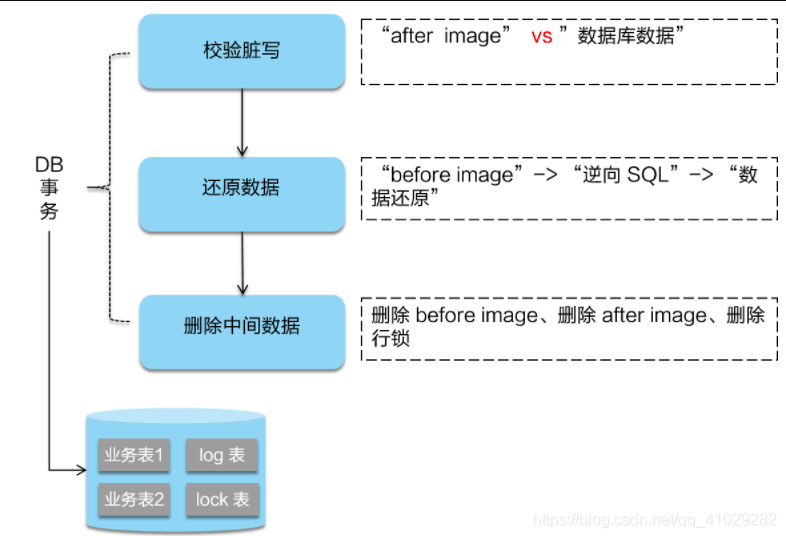 校验脏写
“after image” vs ”数据库数据”
DB
事
务
还原数据
“before image”–> “逆向 SQL”–> “数
据还原”
删除中间数据
删除 before image、删除 after image、删除
行锁
业务表1
log 表
业务表2
lock 表
https://blog.csdn.net/qq_41029282